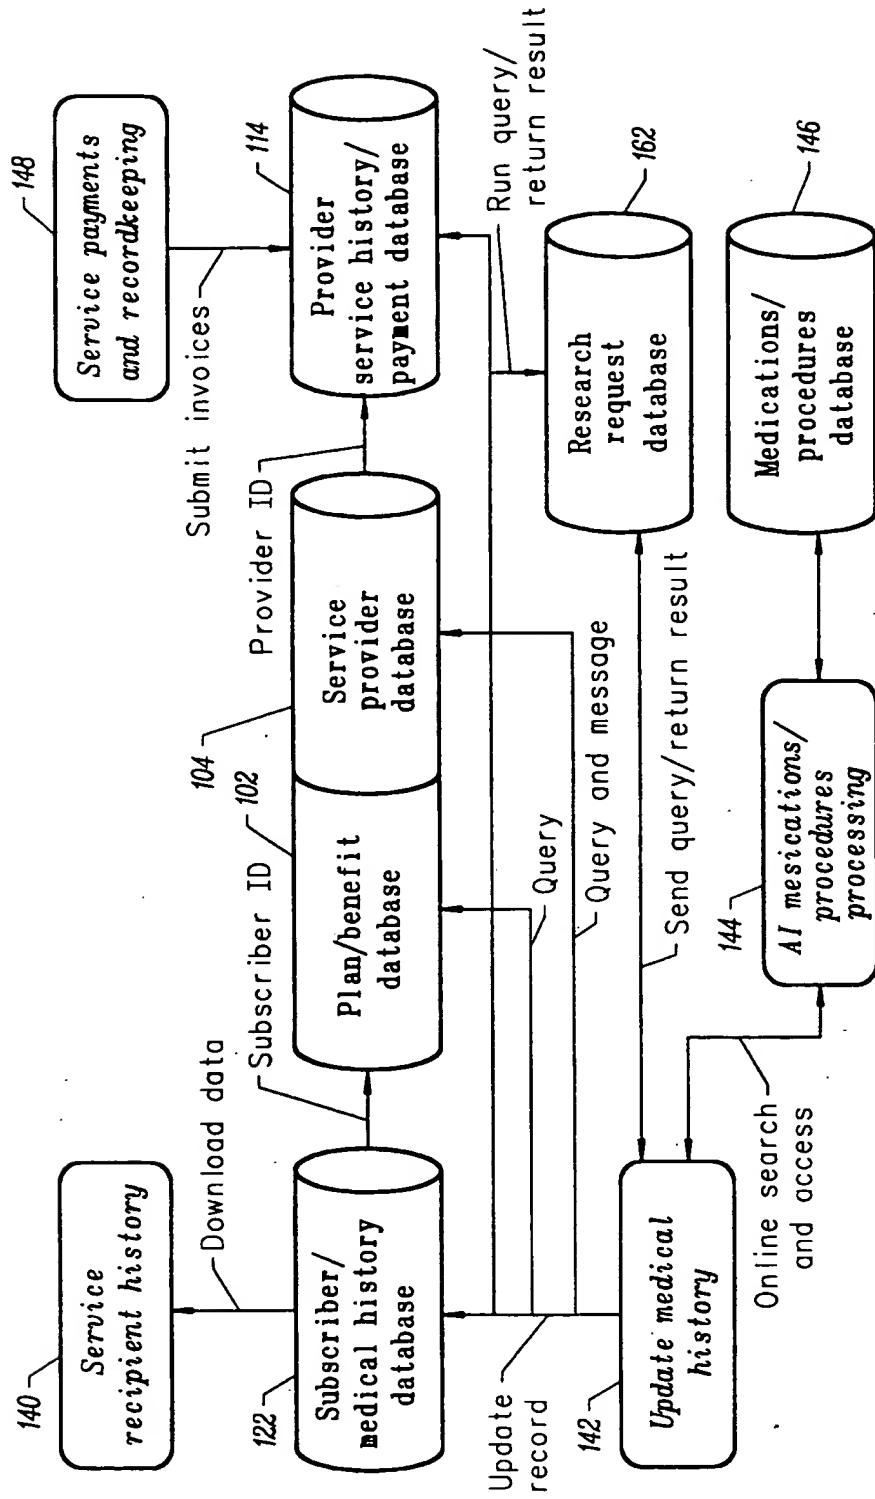 140
Service
recipient history
148
Service payments
and recordkeeping
Download data
Submit invoices
122
Subscriber/
medical history
database
Subscriber ID
102
Plan/benefit
database
104
Service
provider
database
Provider ID
114
Provider
service history/
payment database
Update
record
Query
Query and message
Run query/
return result
142
Update medical
history
Send query/return result
162
Research
request
database
Online search
and access
144
AI mesications/
procedures
processing
146
Medications/
procedures
database